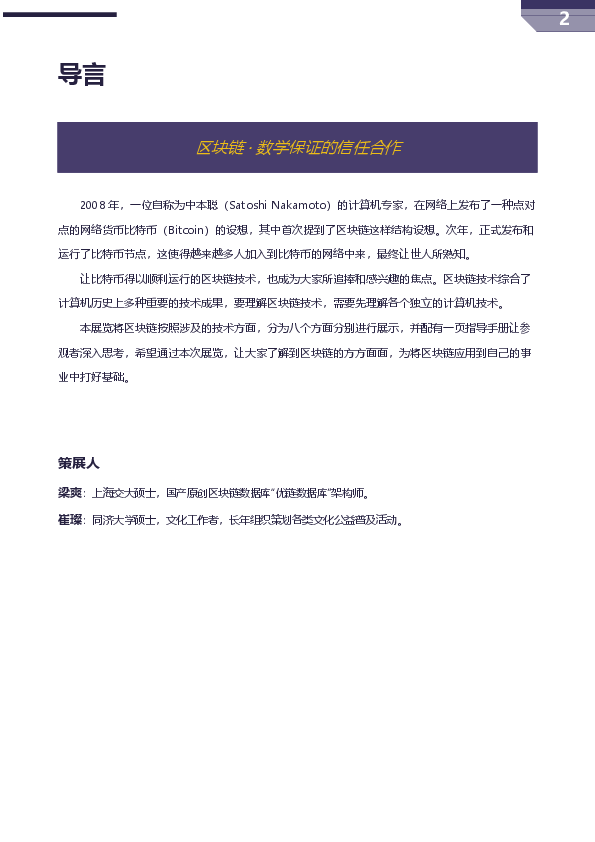 2
导言
区块链 · 数学保证的信任合作
2008 年，一位自称为中本聪（Satoshi Nakamoto）的计算机专家，在网络上发布了一种点对
点的网络货币比特币（Bitcoin）的设想，其中首次提到了区块链这样结构设想。次年，正式发布和
运行了比特币节点，这使得越来越多人加入到比特币的网络中来，最终让世人所熟知。
让比特币得以顺利运行的区块链技术，也成为大家所追捧和感兴趣的焦点。区块链技术综合了
计算机历史上多种重要的技术成果，要理解区块链技术，需要先理解各个独立的计算机技术。
本展览将区块链按照涉及的技术方面，分为八个方面分别进行展示，并配有一页指导手册让参
观者深入思考，希望通过本次展览，让大家了解到区块链的方方面面，为将区块链应用到自己的事
业中打好基础。
策展人
梁爽：上海交大硕士，国产原创区块链数据库“优链数据库”架构师。
崔璨：同济大学硕士，文化工作者，长年组织策划各类文化公益普及活动。